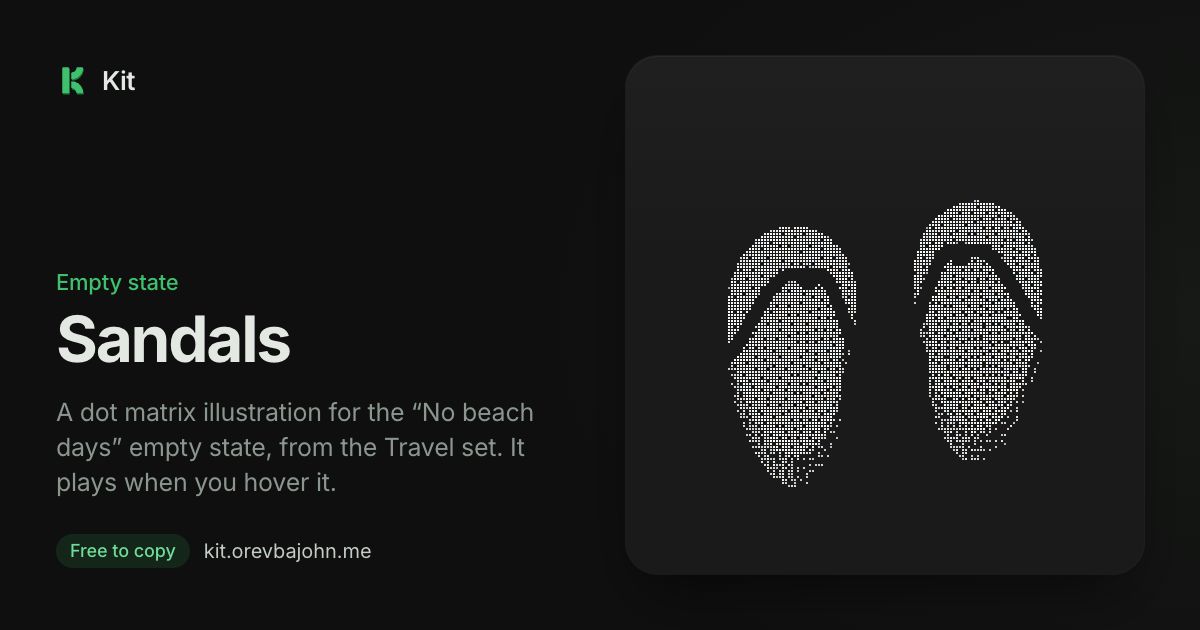 Kit
Empty state
Sandals
A dot matrix illustration for the “No beach
days” empty state, from the Travel set. It
plays when you hover it.
Free to copy
kit.orevbajohn.me